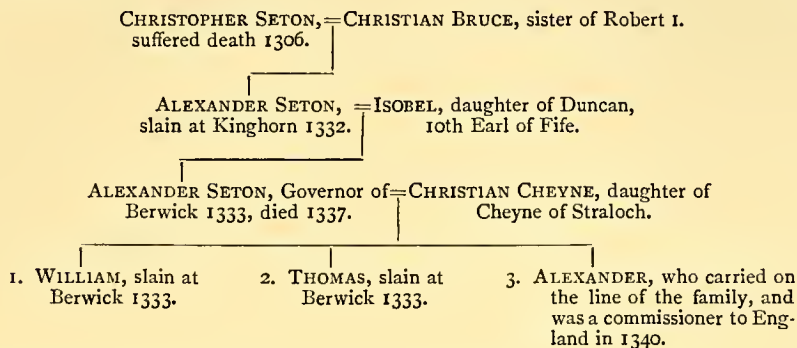 CHRISTOPHER SETON,=CHRISTIAN BRUCE, sister of Robert I.
suffered death 1306.
ALEXANDER SETON, =ISOBEL, daughter of Duncan,
slain at Kinghorn 1332. 10th Earl of Fife.
ALEXANDER SETON, Governor of=CHRISTIAN CHEYNE, daughter of
Berwick 1333, died 1337. Cheyne of Straloch.
1. WILLIAM, slain at
Berwick 1333.
2. THOMAS, slain at
Berwick 1333.
3. ALEXANDER, who carried on
the line of the family, and
was a commissioner to Eng-
land in 1340.